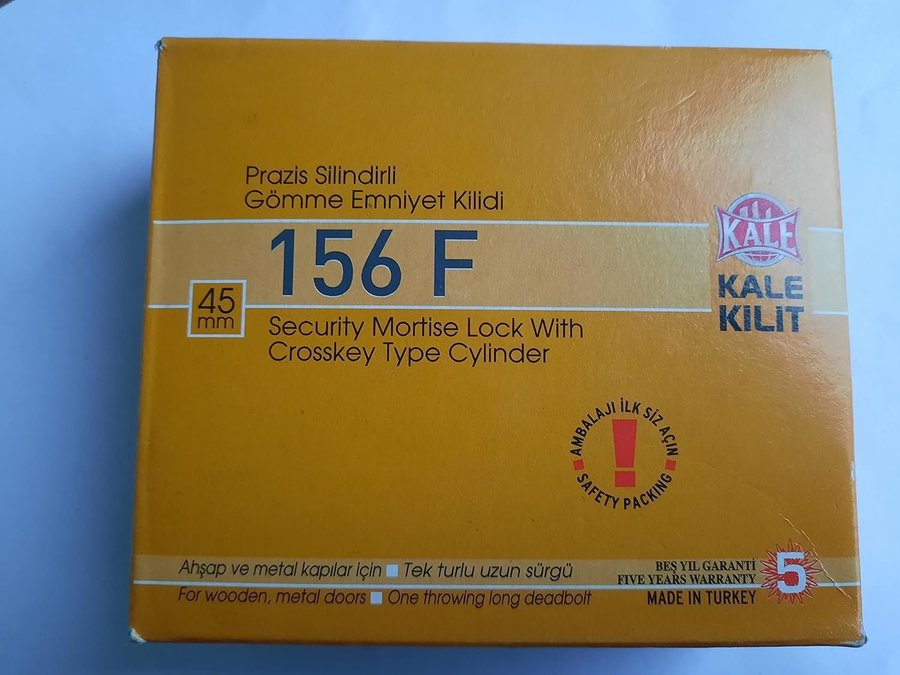 Prazis Silindirli
Gömme Emniyet Kilidi
156 F
KALE
KALE
KİLİT
45
mm
Security Mortise Lock With
Crosskey Type Cylinder
AMBALAJI İLK SİZ AÇIN
!
SAFETY PACKING
Ahşap ve metal kapılar için ■ Tek turlu uzun sürgü
For wooden, metal doors ■ One throwing long deadbolt
BEŞ YIL GARANTİ
FIVE YEARS WARRANTY
MADE IN TURKEY
5